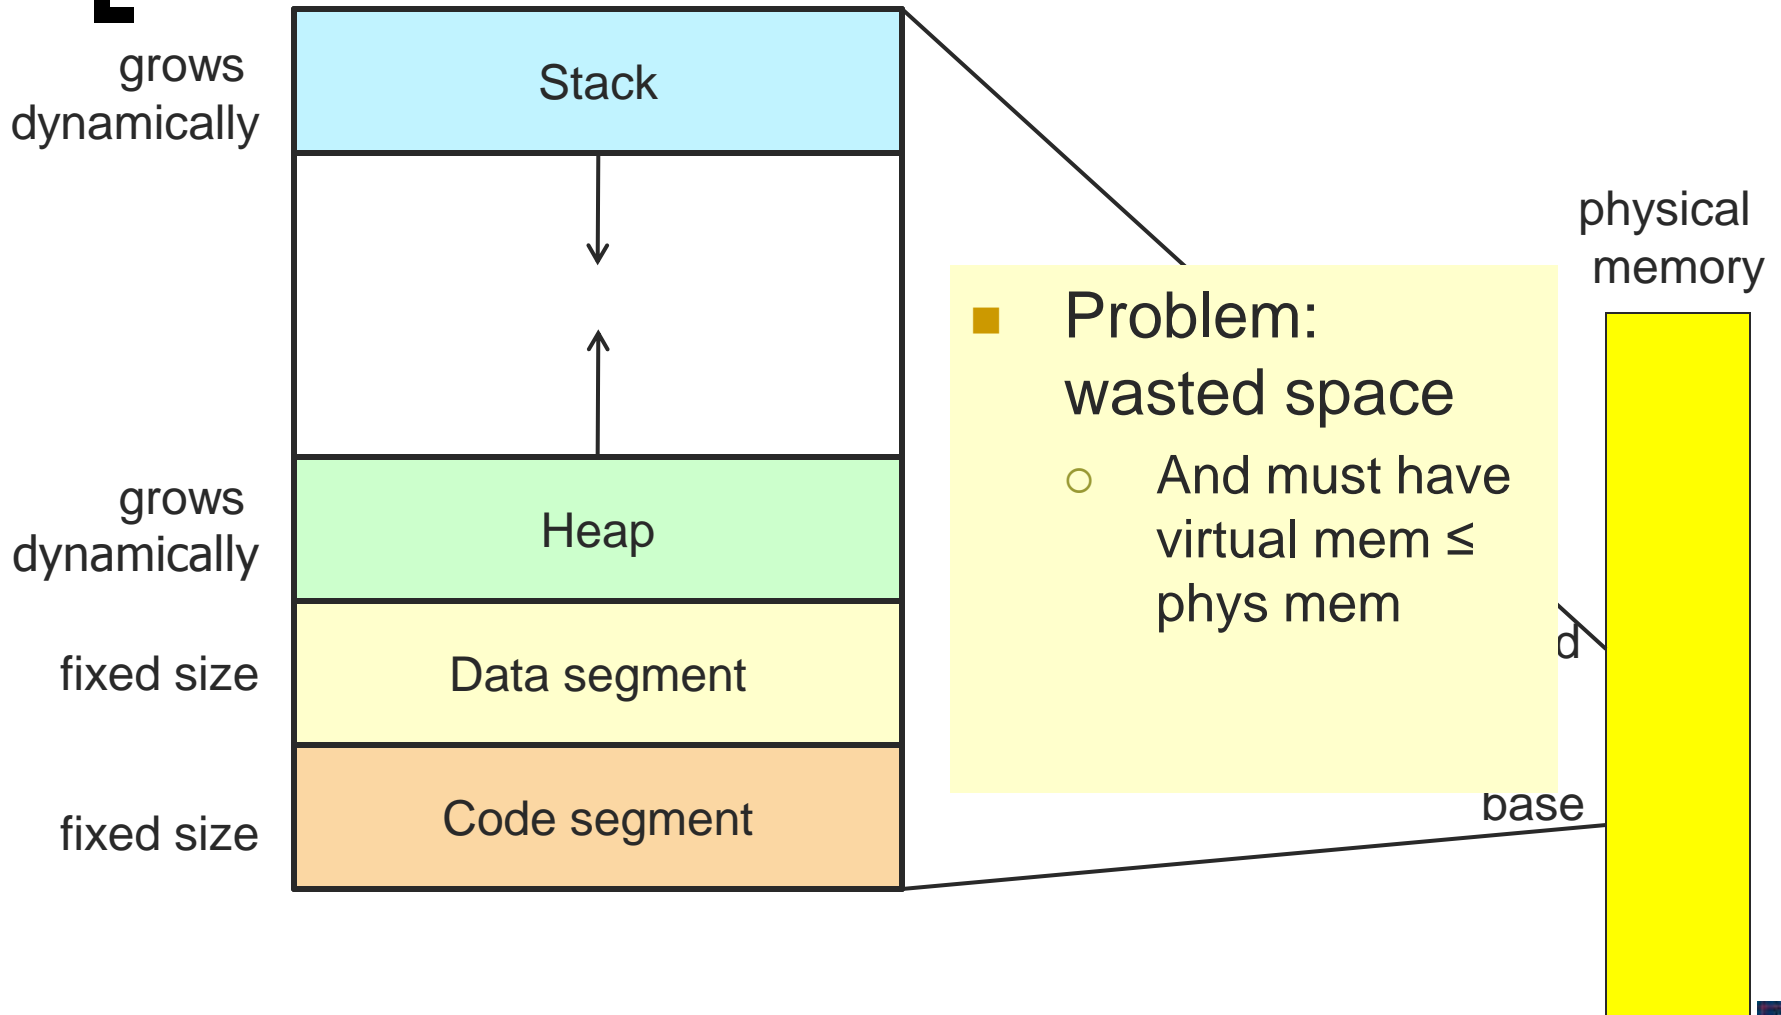 grows
dynamically
Stack
physical
memory
Problem:
wasted space
And must have
virtual mem ≤
phys mem
grows
dynamically
Heap
fixed size
Data segment
d
base
fixed size
Code segment